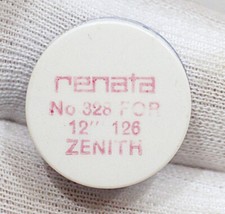 renata
No 328 FOR
12''' 126
ZENITH